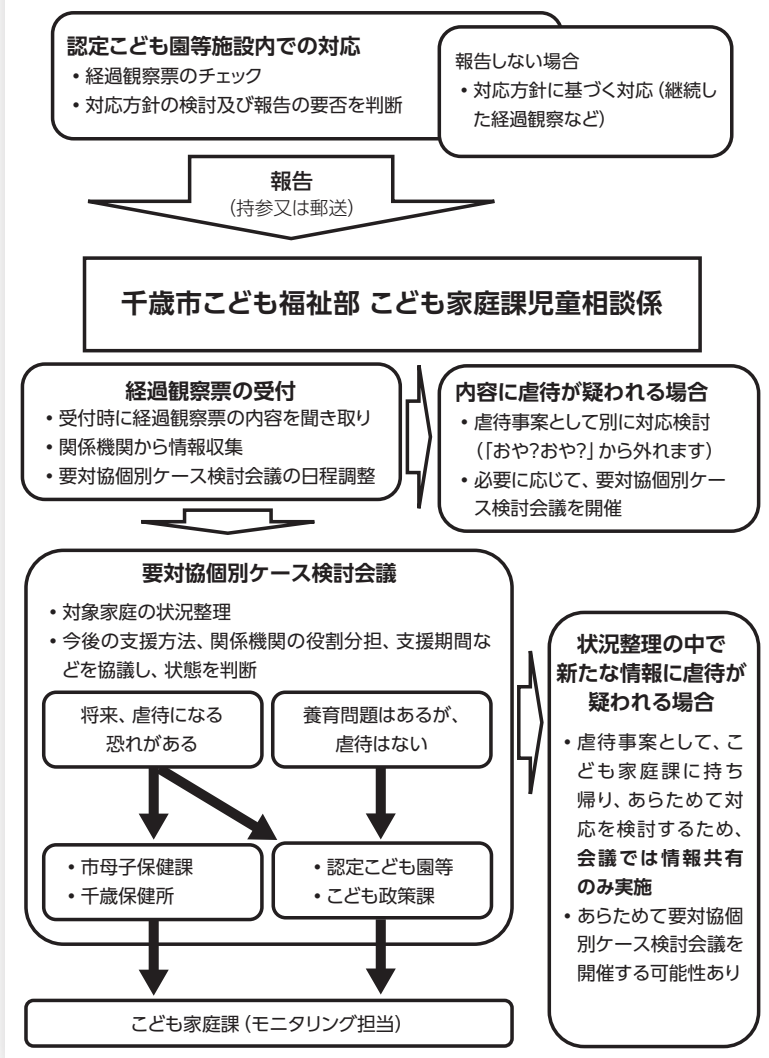 認定こども園等施設内での対応
・経過観察票のチェック
・対応方針の検討及び報告の要否を判断
報告しない場合
・対応方針に基づく対応（継続し
た経過観察など）
報告
（持参又は郵送）
千歳市こども福祉部 こども家庭課児童相談係
経過観察票の受付
・受付時に経過観察票の内容を聞き取り
・関係機関から情報収集
・要対協個別ケース検討会議の日程調整
内容に虐待が疑われる場合
・虐待事案として別に対応検討
（「おや?おや?」から外れます）
・必要に応じて、要対協個別ケー
ス検討会議を開催
要対協個別ケース検討会議
・対象家庭の状況整理
・今後の支援方法、関係機関の役割分担、支援期間な
どを協議し、状態を判断
将来、虐待になる
恐れがある
養育問題はあるが、
虐待はない
・市母子保健課
・千歳保健所
・認定こども園等
・こども政策課
こども家庭課（モニタリング担当）
状況整理の中で
新たな情報に虐待が
疑われる場合
・虐待事案として、こ
ども家庭課に持ち
帰り、あらためて対
応を検討するため、
会議では情報共有
のみ実施
・あらためて要対協個
別ケース検討会議を
開催する可能性あり